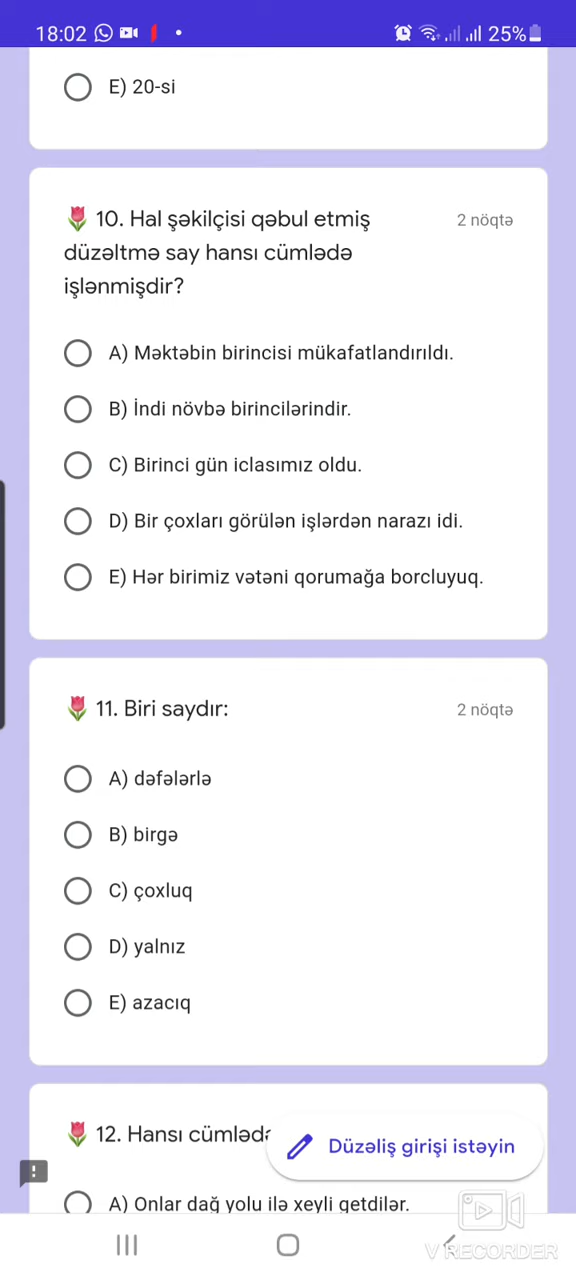 18:02 25%
E) 20-si
10. Hal şəkilçisi qəbul etmiş
2 nöqtə
düzəltmə say hansı cümlədə
işlənmişdir?
A) Məktəbin birincisi mükafatlandırıldı.
B) İndi növbə birincilərindir.
C) Birinci gün iclasımız oldu.
D) Bir çoxları görülən işlərdən narazı idi.
E) Hər birimiz vətəni qorumağa borcluyuq.
11. Biri saydır:
2 nöqtə
A) dəfələrlə
B) birgə
C) çoxluq
D) yalnız
E) azacıq
12. Hansı cümlədə
Düzəliş girişi istəyin
A) Onlar dağ yolu ilə xeyli getdilər.
V RECORDER